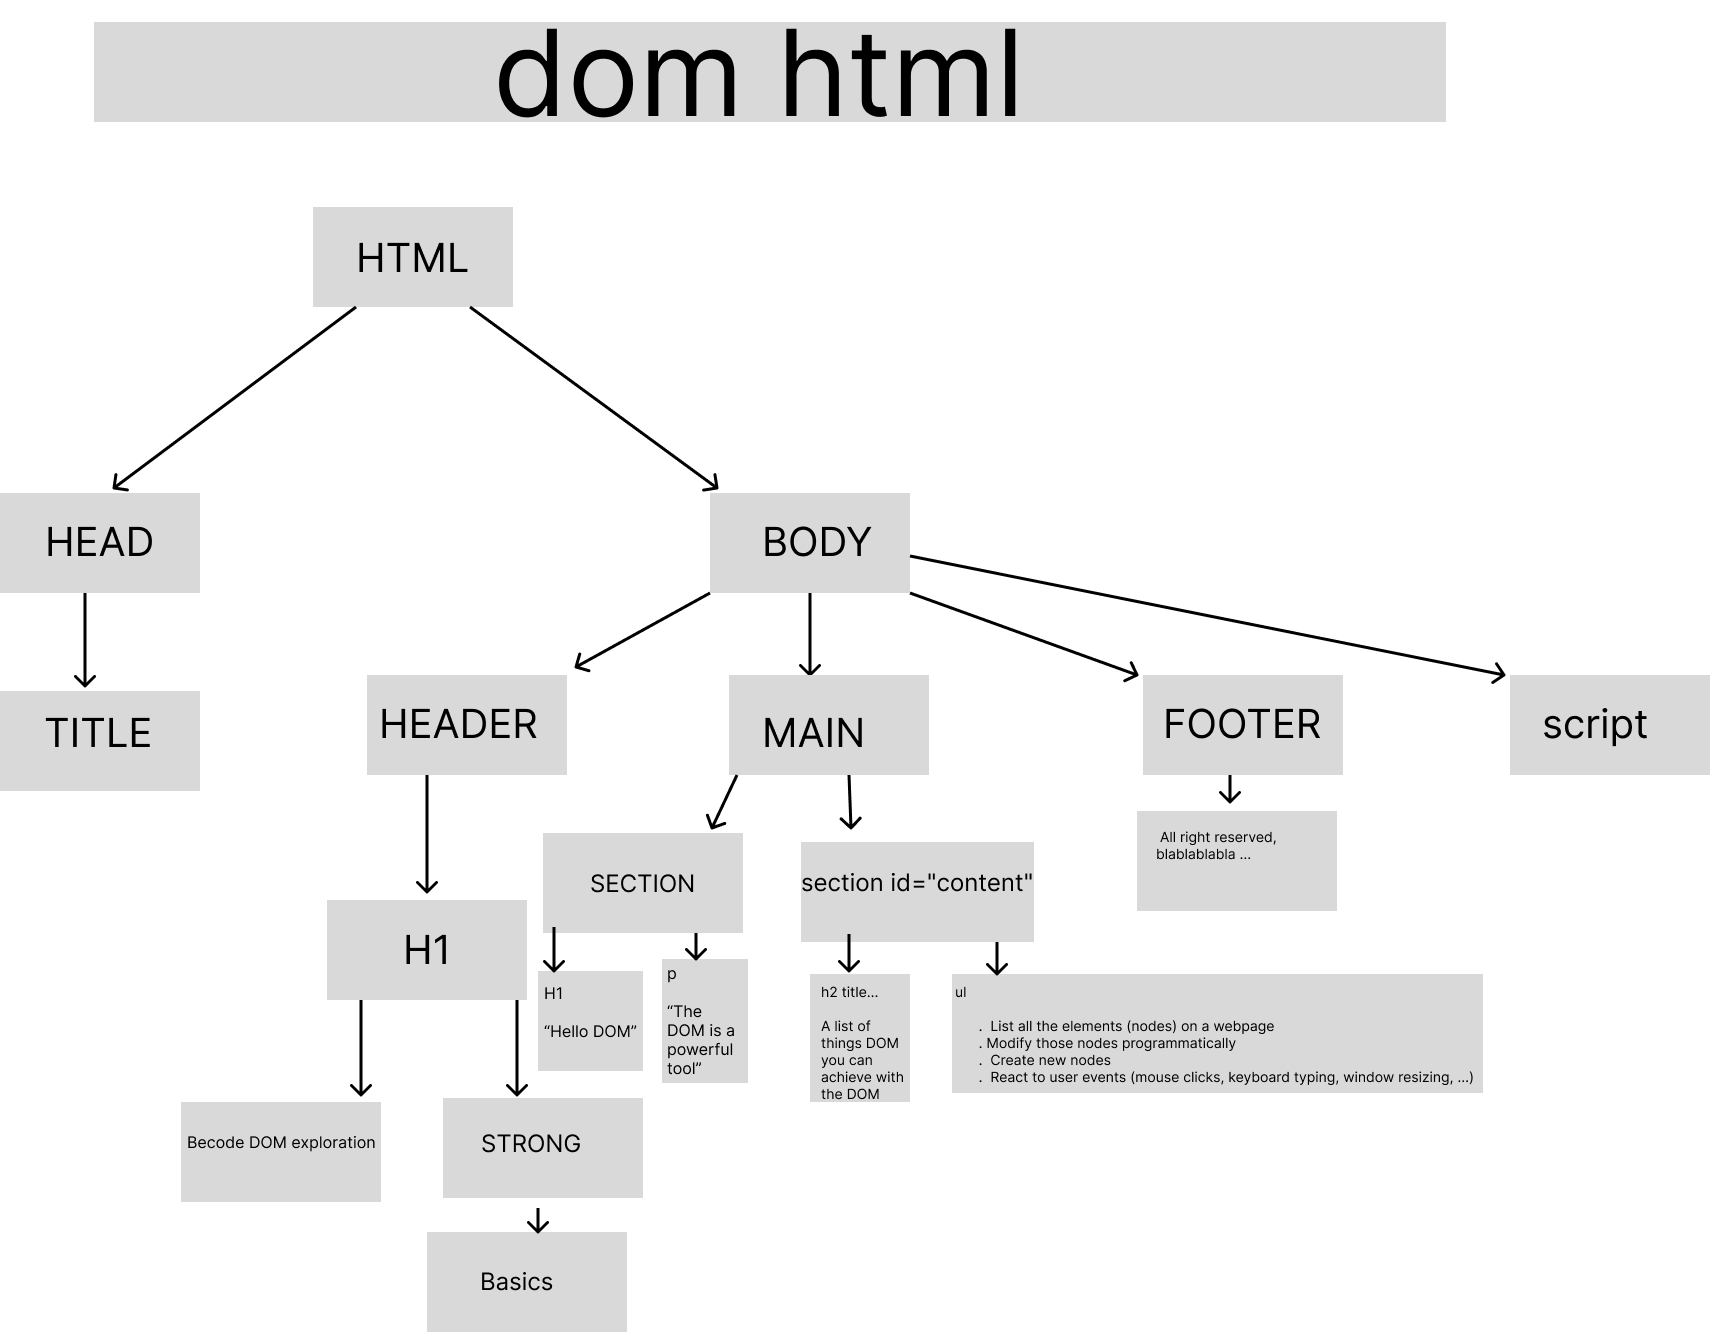 dom html
HTML
HEAD
BODY
TITLE
HEADER
MAIN
FOOTER
script
All right reserved,
blablablabla ...
SECTION
section id="content"
H1
H1
“Hello DOM”
p
“The
DOM is a
powerful
tool”
h2 title...
A list of
things DOM
you can
achieve with
the DOM
ul
. List all the elements (nodes) on a webpage
. Modify those nodes programmatically
. Create new nodes
. React to user events (mouse clicks, keyboard typing, window resizing, ...)
Becode DOM exploration
STRONG
Basics